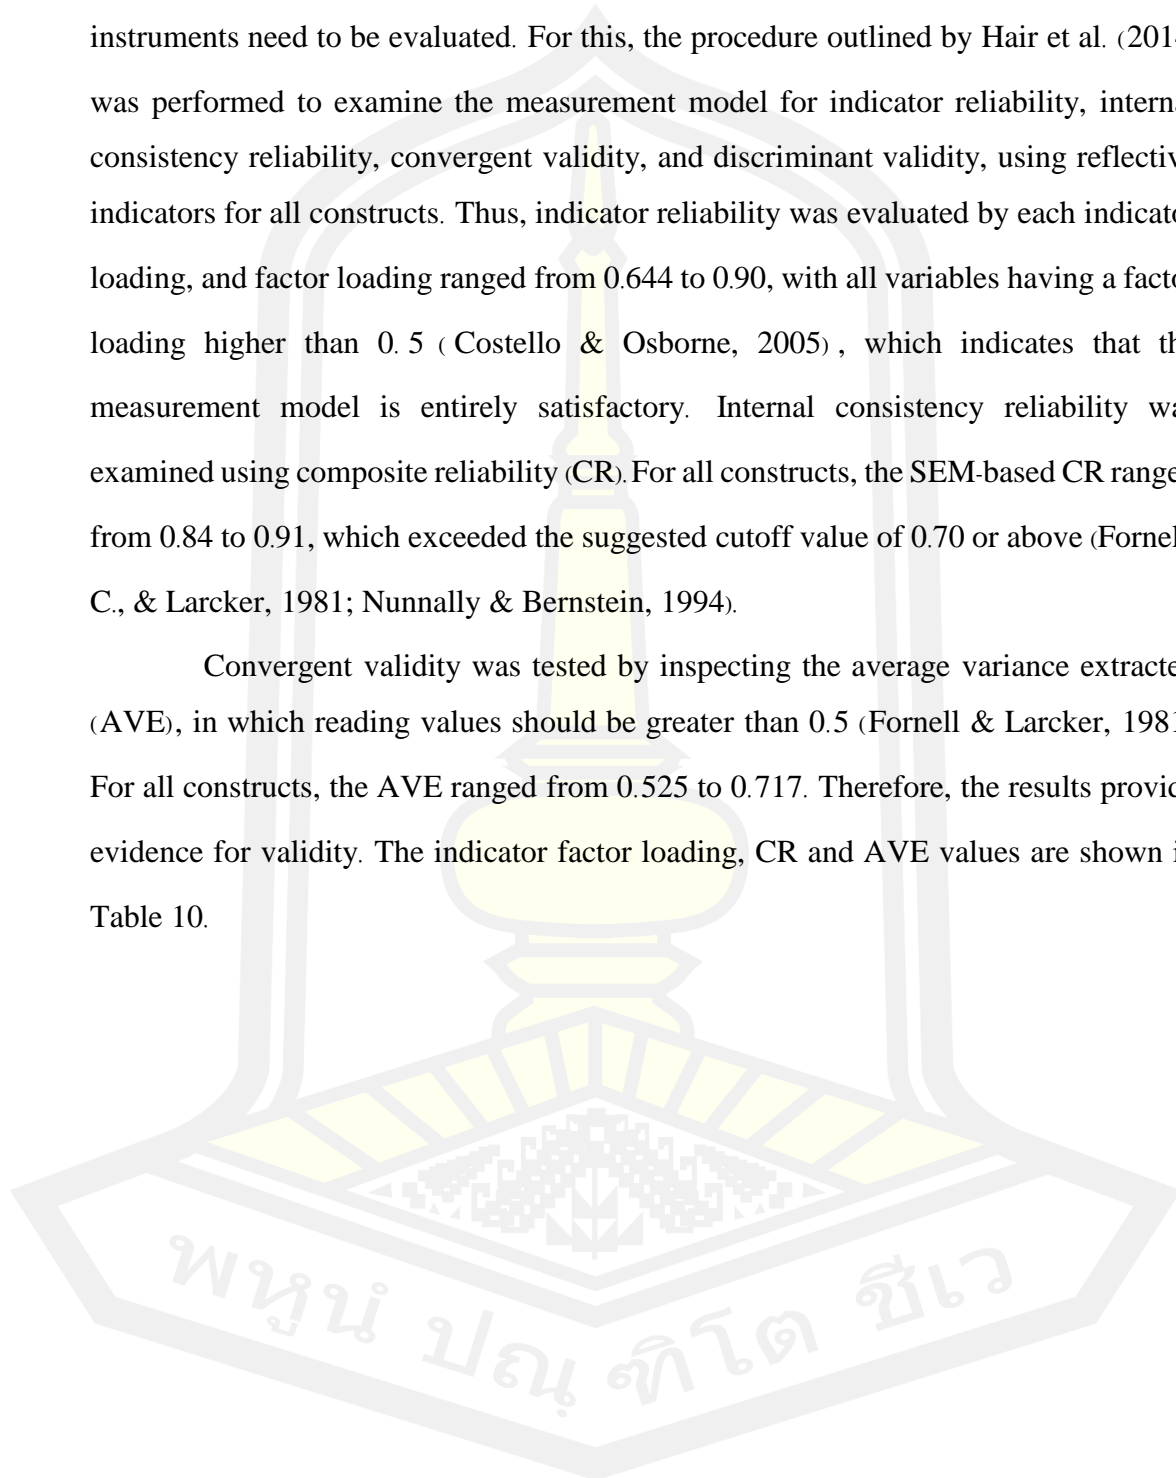 instruments need to be evaluated. For this, the procedure outlined by Hair et al. (2014
was performed to examine the measurement model for indicator reliability, interna
consistency reliability, convergent validity, and discriminant validity, using reflectiv
indicators for all constructs. Thus, indicator reliability was evaluated by each indicato
loading, and factor loading ranged from 0.644 to 0.90, with all variables having a facto
loading higher than 0. 5 ( Costello & Osborne, 2005) , which indicates that th
measurement model is entirely satisfactory. Internal consistency reliability wa
examined using composite reliability (CR). For all constructs, the SEM-based CR range
from 0.84 to 0.91, which exceeded the suggested cutoff value of 0.70 or above (Fornel
C., & Larcker, 1981; Nunnally & Bernstein, 1994).
Convergent validity was tested by inspecting the average variance extracte
(AVE), in which reading values should be greater than 0.5 (Fornell & Larcker, 1981
For all constructs, the AVE ranged from 0.525 to 0.717. Therefore, the results provid
evidence for validity. The indicator factor loading, CR and AVE values are shown i
Table 10.
พหูนํ ปณฺฑิโต ชีเว